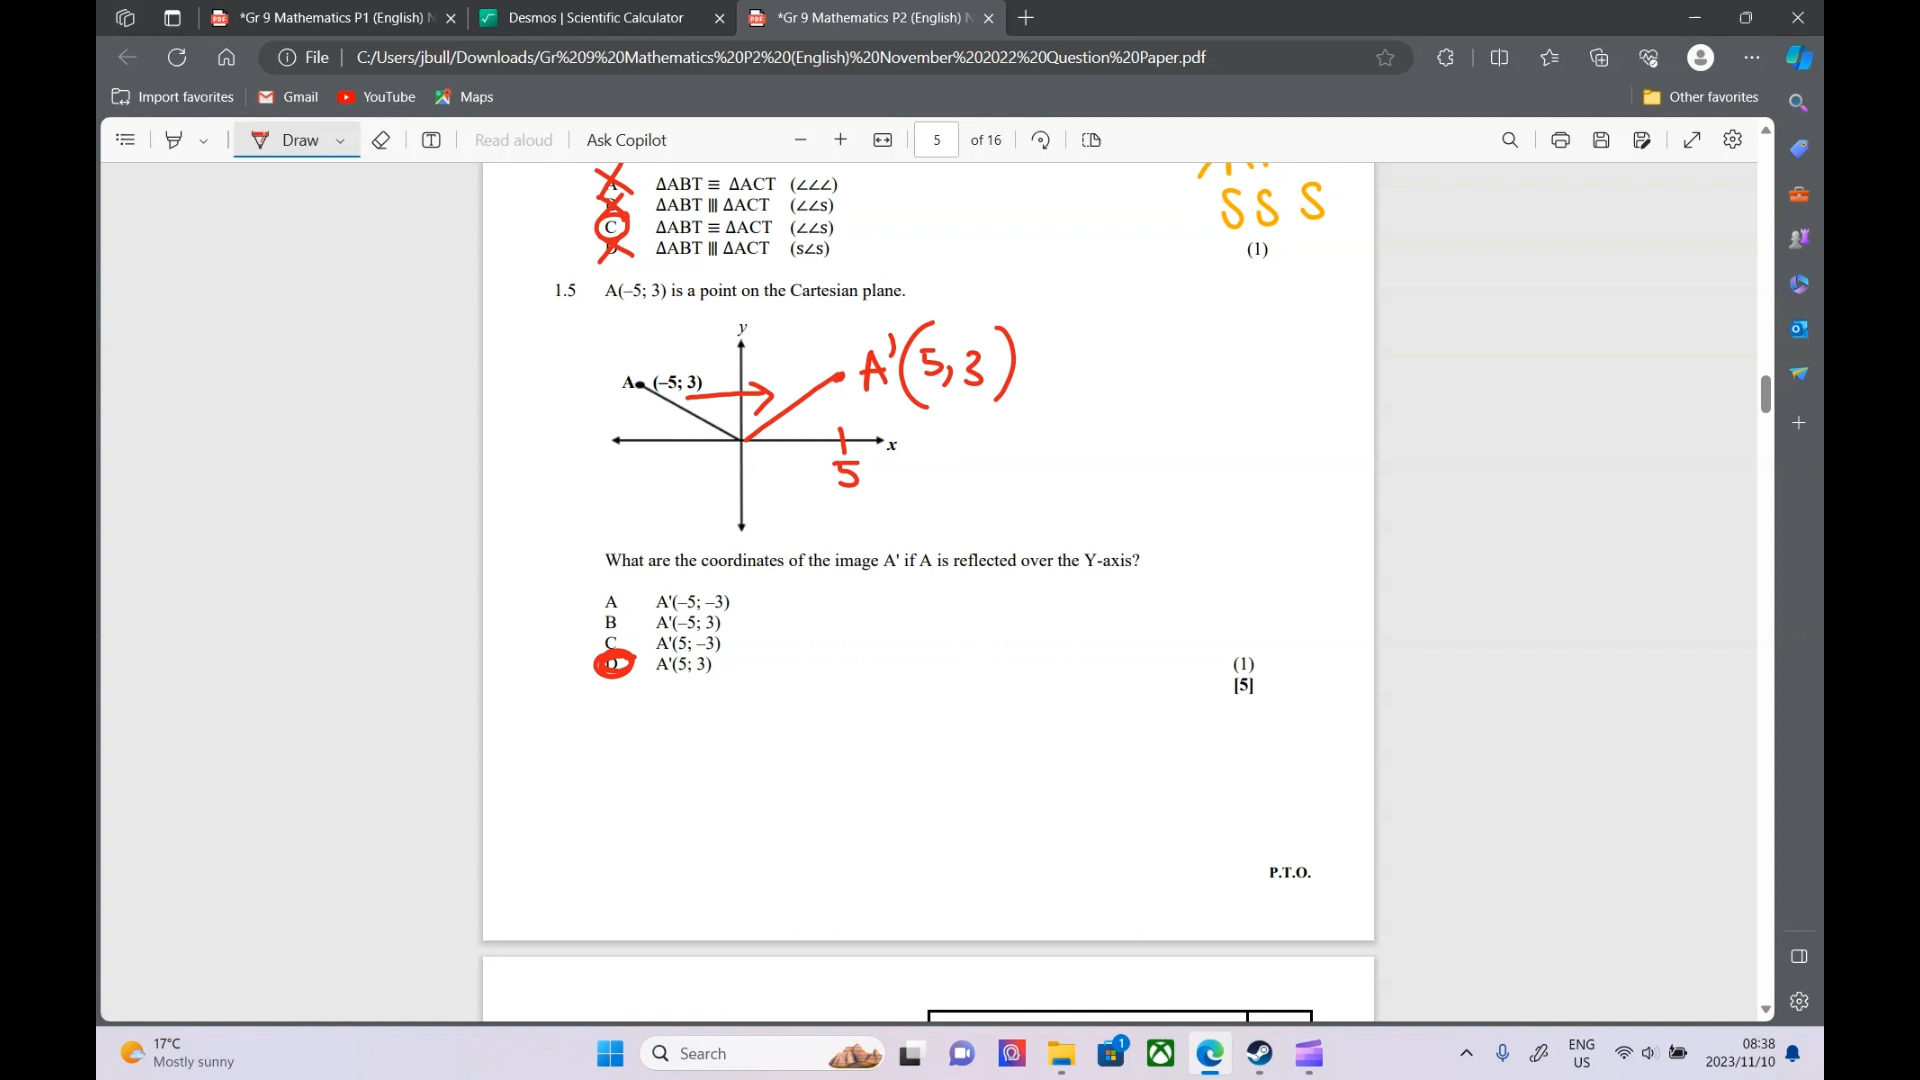 *Gr 9 Mathematics P1 (English) N
Desmos | Scientific Calculator
*Gr 9 Mathematics P2 (English) N
File
C:/Users/jbull/Downloads/Gr%209%20Mathematics%20P2%20(English)%20November%202022%20Question%20Paper.pdf
Import favorites
Gmail
YouTube
Maps
Other favorites
Draw
Read aloud
Ask Copilot
5
of 16
ΔABT ≡ ΔACT (∠∠∠)
ΔABT ||| ΔACT (∠∠s)
C ΔABT ≡ ΔACT (∠∠s)
D ΔABT ||| ΔACT (s∠s)
S S S
(1)
1.5 A(–5; 3) is a point on the Cartesian plane.
y
A'(5,3)
A (–5; 3)
x
5
What are the coordinates of the image A' if A is reflected over the Y-axis?
A A'(–5; –3)
B A'(–5; 3)
C A'(5; –3)
D A'(5; 3)
(1)
[5]
P.T.O.
17°C
Mostly sunny
Search
1
ENG
US
08:38
2023/11/10